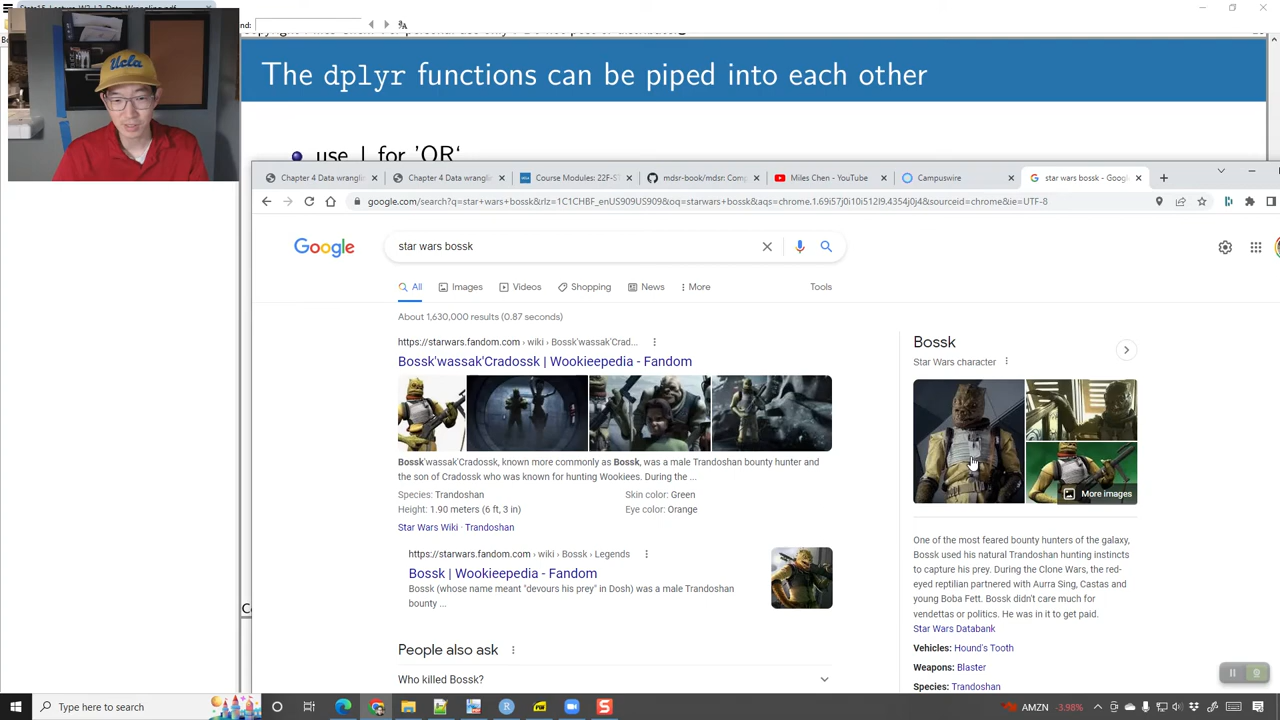 Find:
The dplyr functions can be piped into each other
use | for 'OR'
Ucla
Chapter 4 Data wranglin
Chapter 4 Data wranglin
Course Modules: 22F-ST
mdsr-book/mdsr: Comp
Miles Chen - YouTube
Campuswire
star wars bossk - Google
google.com/search?q=star+wars+bossk&rlz=1C1CHBF_enUS909US909&oq=starwars+bossk&aqs=chrome.1.69i57j0i10i512l9.4354j0j4&sourceid=chrome&ie=UTF-8
Google
star wars bossk
All
Images
Videos
Shopping
News
More
Tools
About 1,630,000 results (0.87 seconds)
https://starwars.fandom.com › wiki › Bossk'wassak'Crad...
Bossk'wassak'Cradossk | Wookieepedia - Fandom
Bossk'wassak'Cradossk, known more commonly as Bossk, was a male Trandoshan bounty hunter and
the son of Cradossk who was known for hunting Wookiees. During the ...
Species: Trandoshan
Skin color: Green
Height: 1.90 meters (6 ft, 3 in)
Eye color: Orange
Star Wars Wiki · Trandoshan
https://starwars.fandom.com › wiki › Bossk › Legends
Bossk | Wookieepedia - Fandom
Bossk (whose name meant "devours his prey" in Dosh) was a male Trandoshan
bounty ...
People also ask
Who killed Bossk?
Bossk
Star Wars character
More images
One of the most feared bounty hunters of the galaxy,
Bossk used his natural Trandoshan hunting instincts
to capture his prey. During the Clone Wars, the red-
eyed reptilian partnered with Aurra Sing, Castas and
young Boba Fett. Bossk didn't care much for
vendettas or politics. He was in it to get paid.
Star Wars Databank
Vehicles: Hound's Tooth
Weapons: Blaster
Species: Trandoshan
Type here to search
AMZN -3.98%